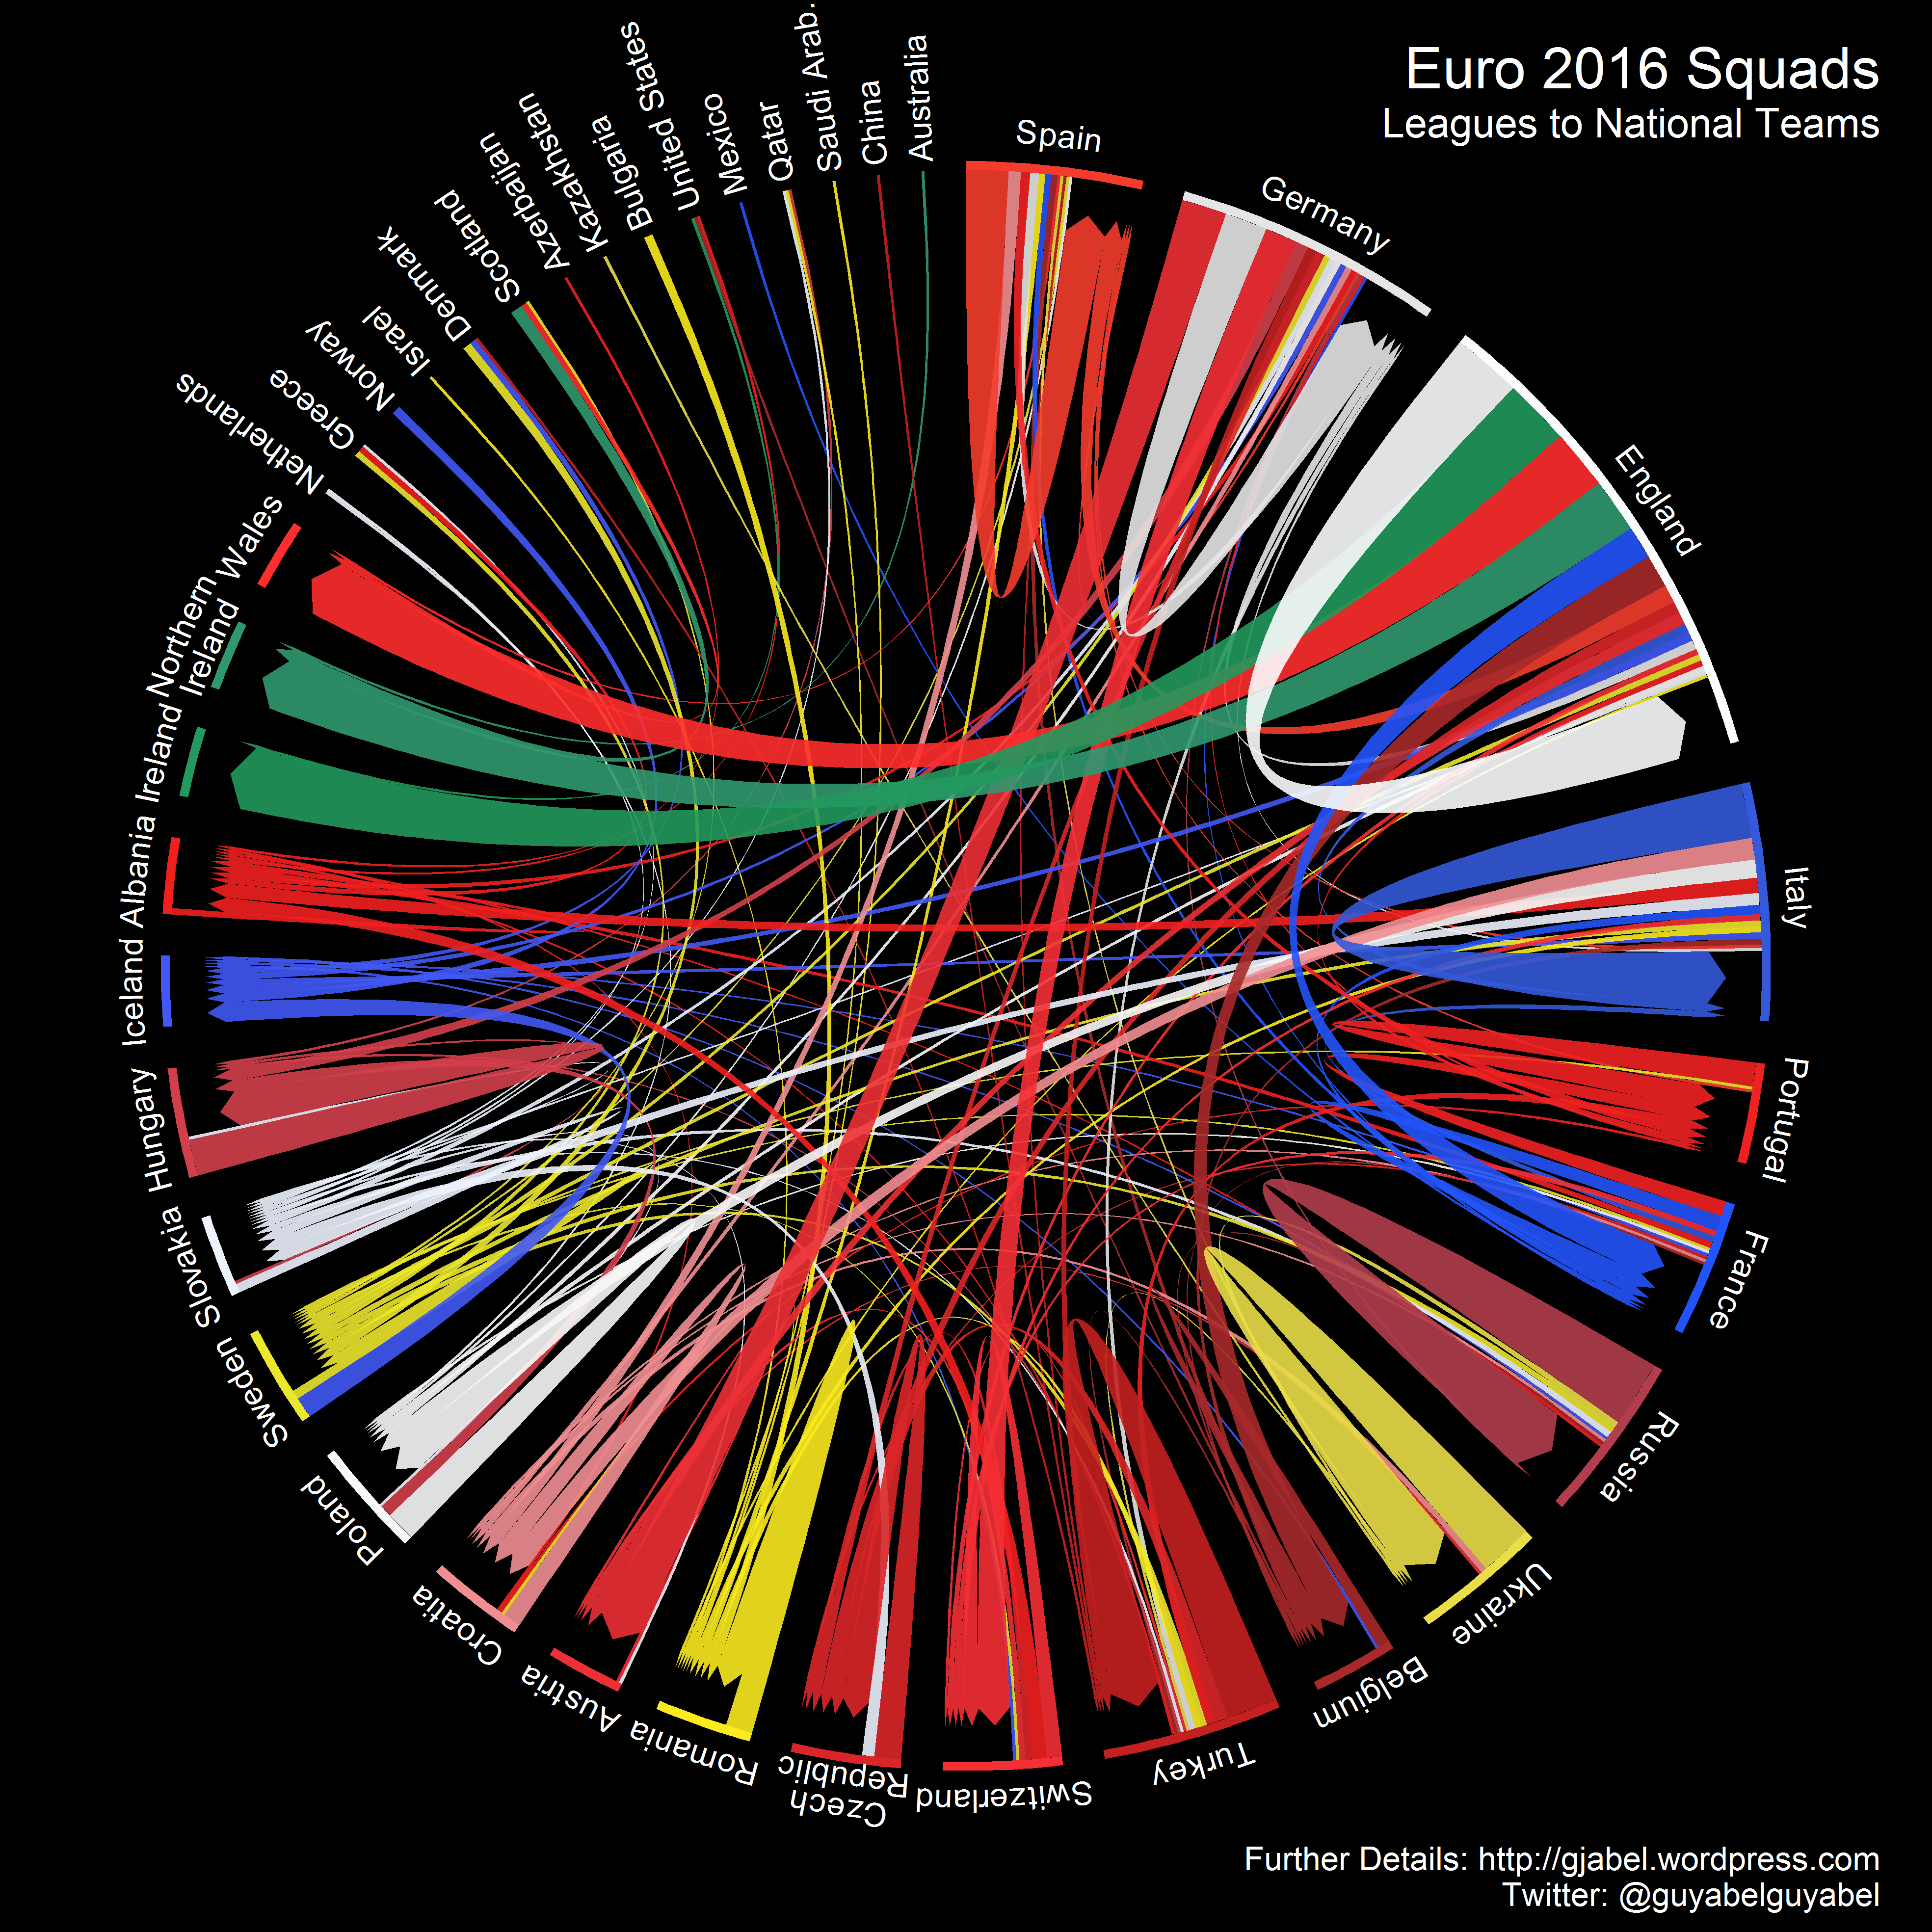 Euro 2016 Squads
Leagues to National Teams
Spain
Germany
England
Italy
Portugal
France
Russia
Ukraine
Belgium
Turkey
Switzerland
Czech
Republic
Romania
Austria
Croatia
Poland
Sweden
Slovakia
Hungary
Iceland
Albania
Ireland
Northern
Ireland
Wales
Netherlands
Greece
Norway
Israel
Denmark
Scotland
Azerbaijan
Kazakhstan
Bulgaria
United States
Mexico
Qatar
Saudi Arab.
China
Australia
Further Details: http://gjabel.wordpress.com
Twitter: @guyabelguyabel